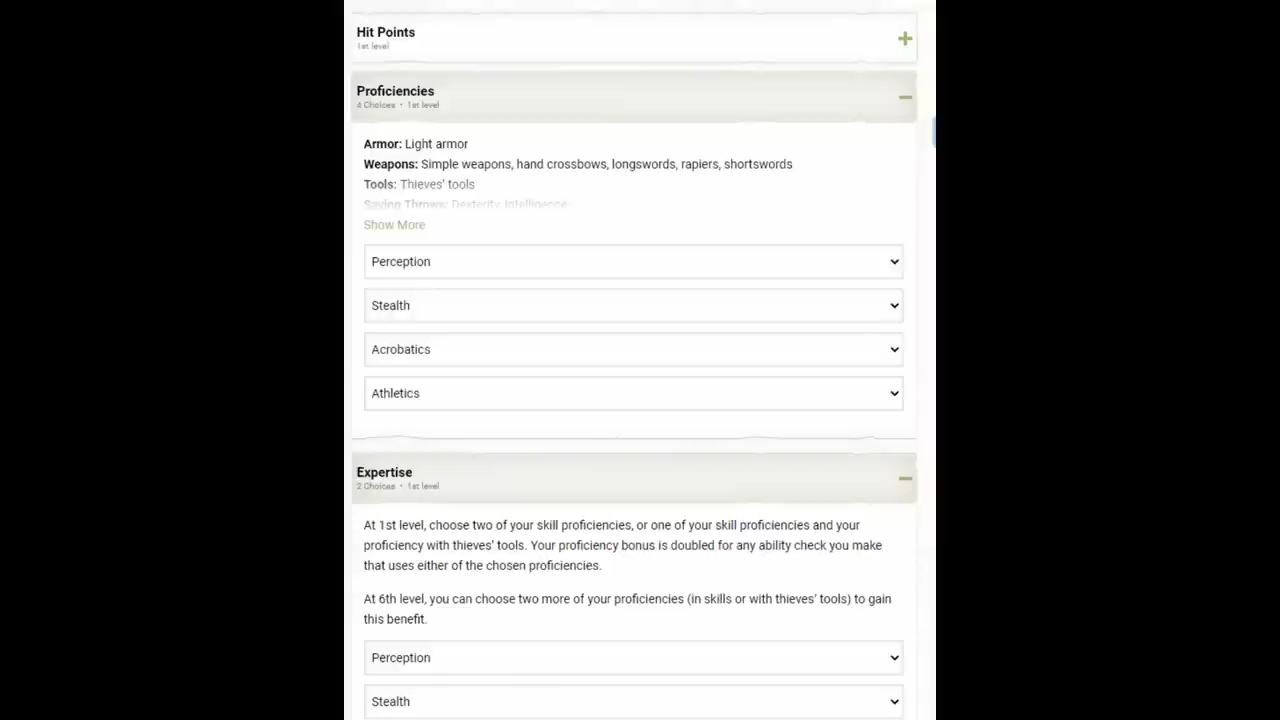 Hit Points
1st level
Proficiencies
4 Choices • 1st level
Armor: Light armor
Weapons: Simple weapons, hand crossbows, longswords, rapiers, shortswords
Tools: Thieves' tools
Saving Throws: Dexterity, Intelligence
Show More
Perception
Stealth
Acrobatics
Athletics
Expertise
2 Choices • 1st level
At 1st level, choose two of your skill proficiencies, or one of your skill proficiencies and your
proficiency with thieves' tools. Your proficiency bonus is doubled for any ability check you make
that uses either of the chosen proficiencies.
At 6th level, you can choose two more of your proficiencies (in skills or with thieves' tools) to gain
this benefit.
Perception
Stealth